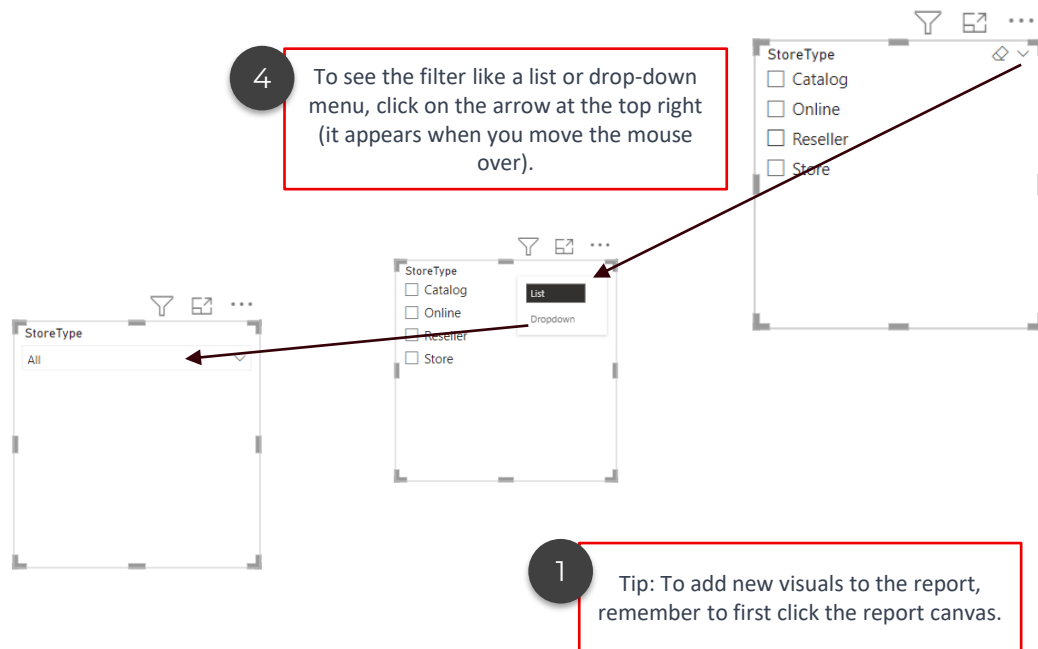 4
To see the filter like a list or drop-down
menu, click on the arrow at the top right
(it appears when you move the mouse
over).
StoreType
Catalog
Online
Reseller
Store
StoreType
Catalog
Online
Reseller
Store
List
Dropdown
StoreType
All
1
Tip: To add new visuals to the report,
remember to first click the report canvas.